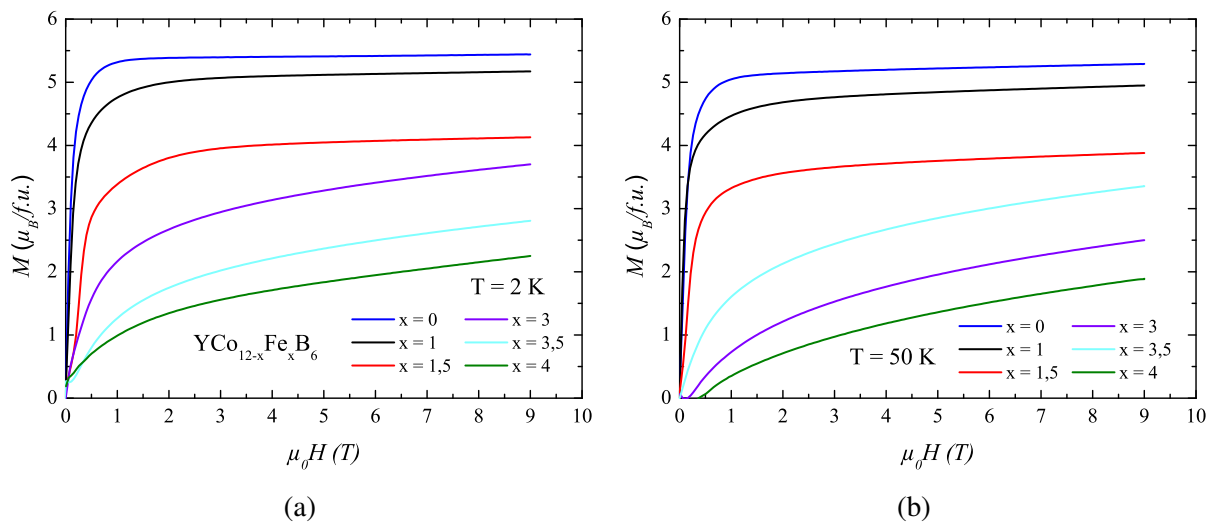 6
5
4
3
2
1
0
M (μB/f.u.)
T = 2 K
YCo12-xFexB6
x = 0
x = 1
x = 1,5
x = 3
x = 3,5
x = 4
0 1 2 3 4 5 6 7 8 9 10
μ0H (T)
(a)
6
5
4
3
2
1
0
M (μB/f.u.)
T = 50 K
x = 0
x = 1
x = 1,5
x = 3
x = 3,5
x = 4
0 1 2 3 4 5 6 7 8 9 10
μ0H (T)
(b)